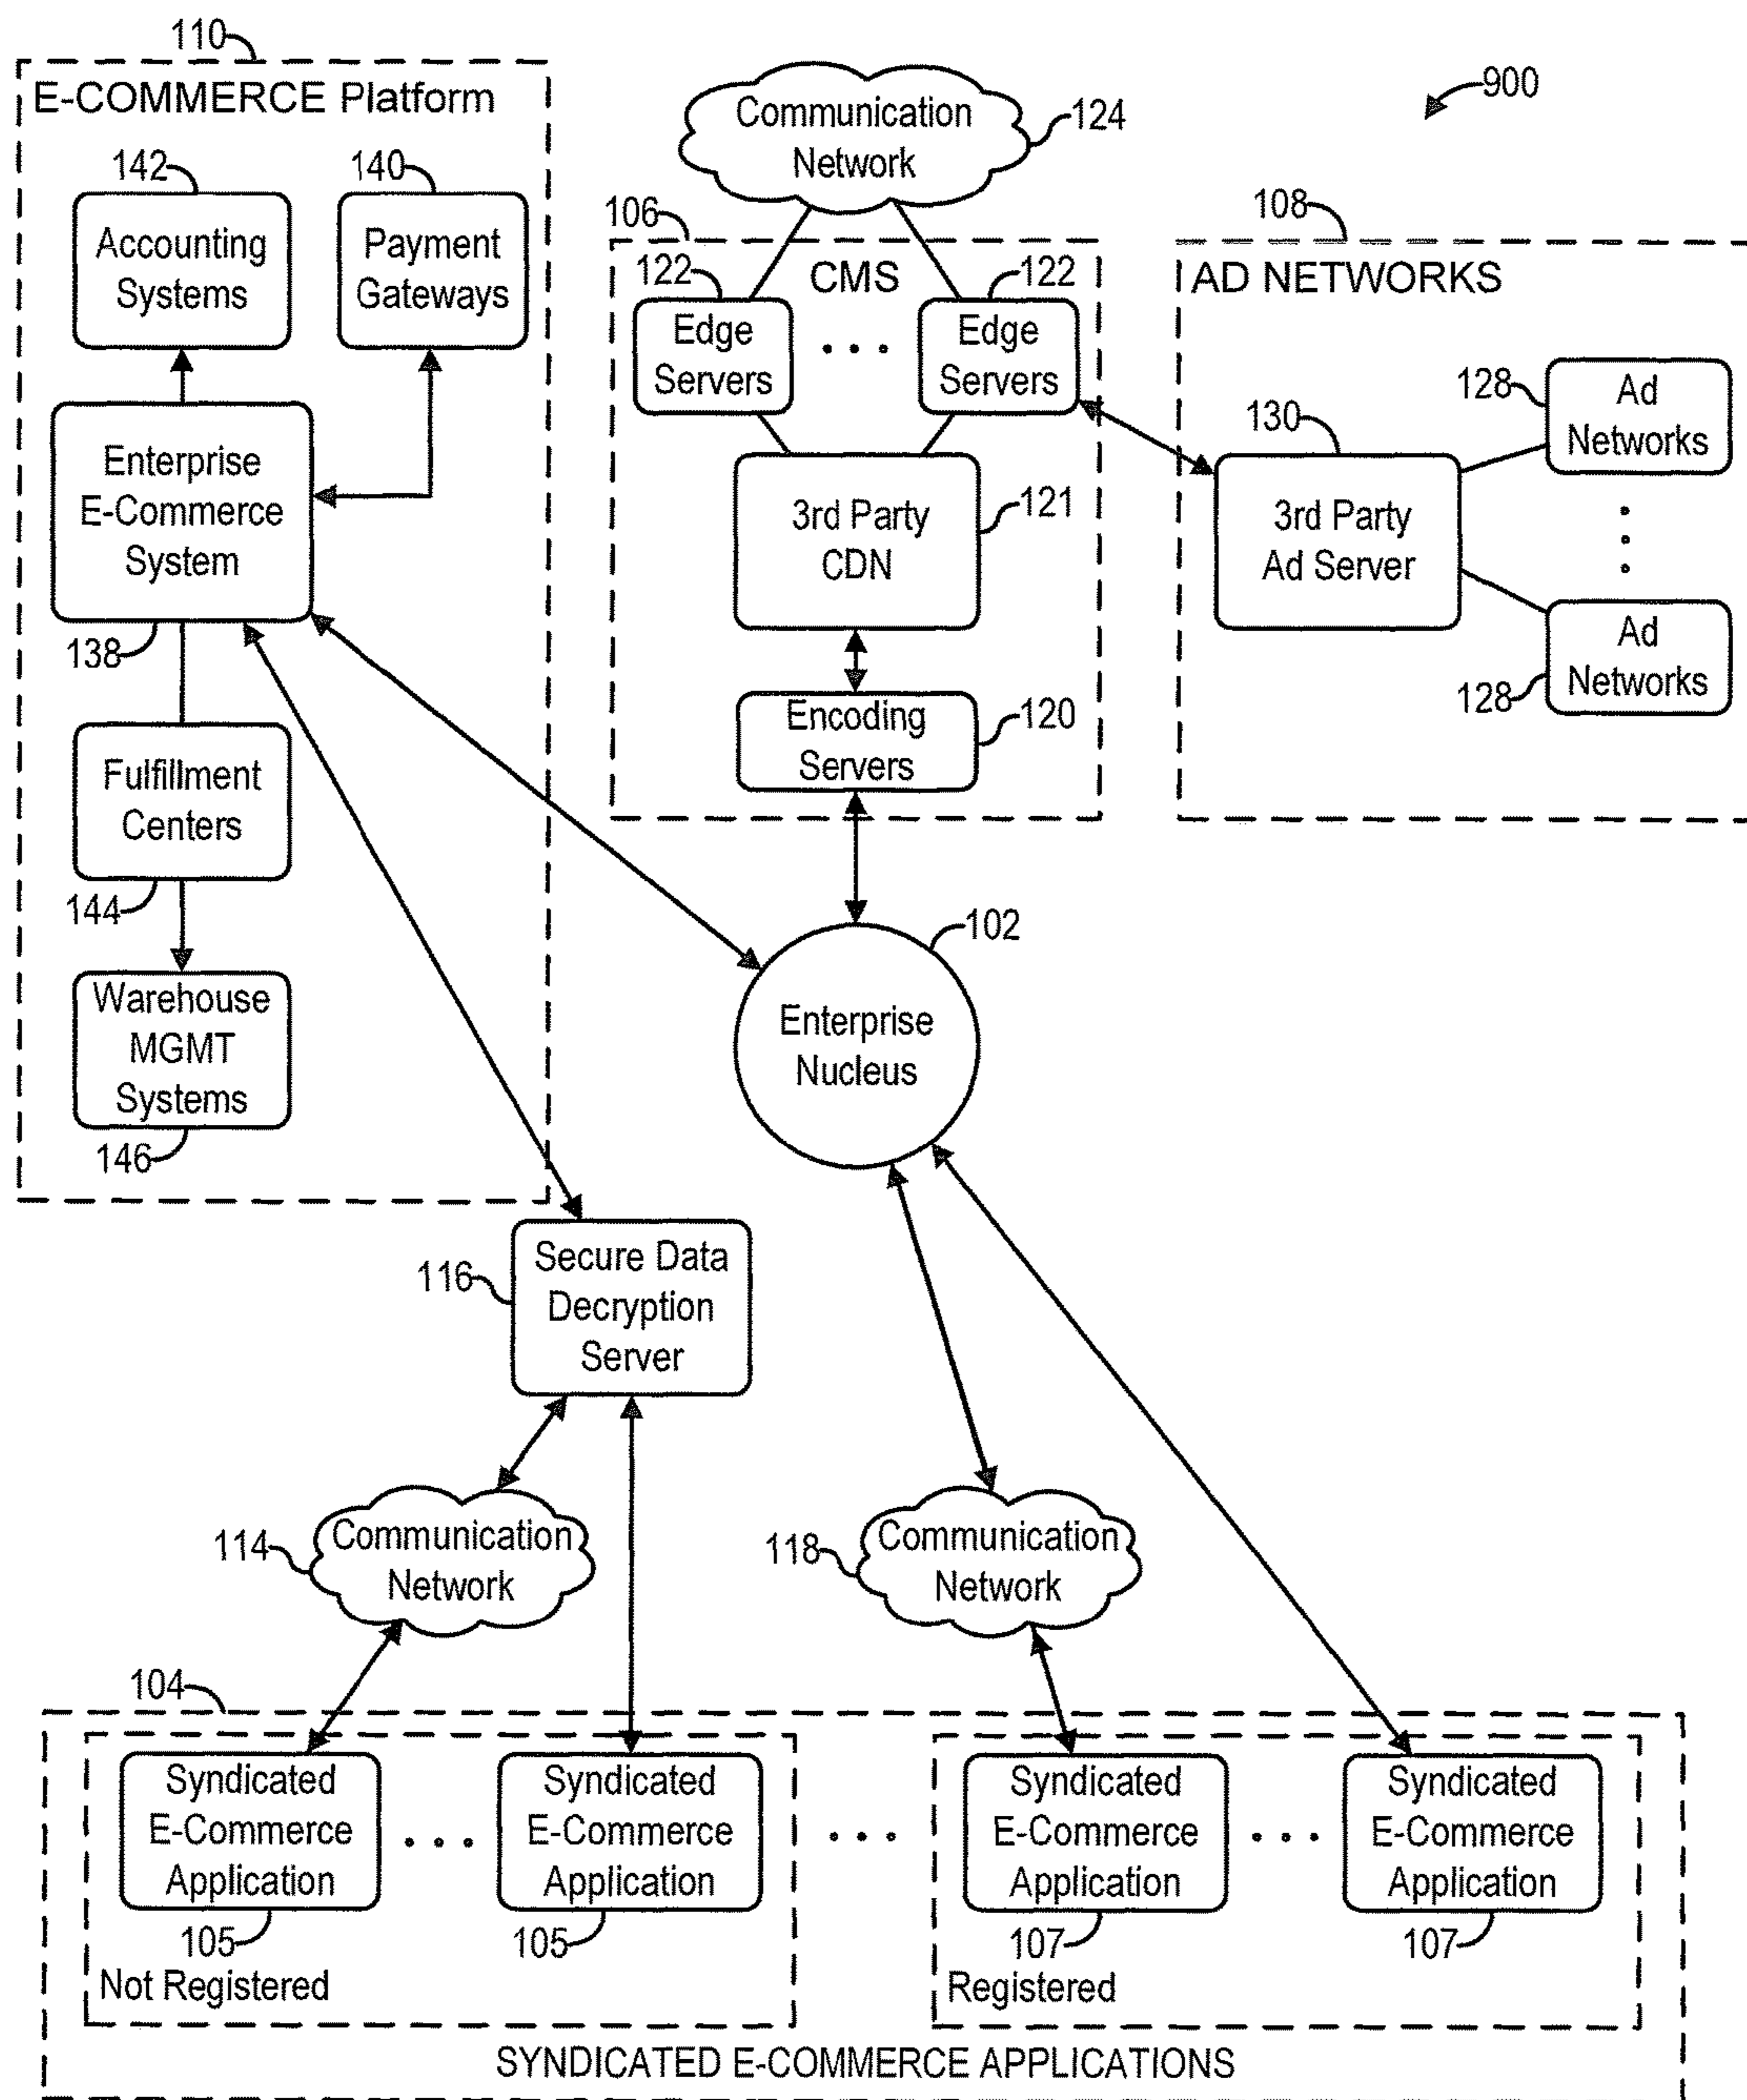 110
E-COMMERCE Platform
142
140
Accounting
Systems
Payment
Gateways
Enterprise
E-Commerce
System
138
Fulfillment
Centers
144
Warehouse
MGMT
Systems
146
Communication
Network
124
900
106
CMS
122
122
Edge
Servers
Edge
Servers
3rd Party
CDN
121
Encoding
Servers
120
108
AD NETWORKS
130
3rd Party
Ad Server
128
Ad
Networks
Ad
Networks
128
102
Enterprise
Nucleus
116
Secure Data
Decryption
Server
114
Communication
Network
118
Communication
Network
104
Syndicated
E-Commerce
Application
105
Syndicated
E-Commerce
Application
105
Not Registered
Syndicated
E-Commerce
Application
107
Syndicated
E-Commerce
Application
107
Registered
SYNDICATED E-COMMERCE APPLICATIONS